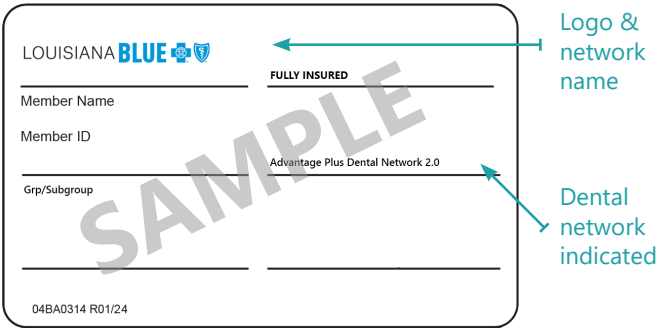 LOUISIANA BLUE
FULLY INSURED
Member Name
Member ID
Advantage Plus Dental Network 2.0
Grp/Subgroup
SAMPLE
04BA0314 R01/24
Logo &
network
name
Dental
network
indicated